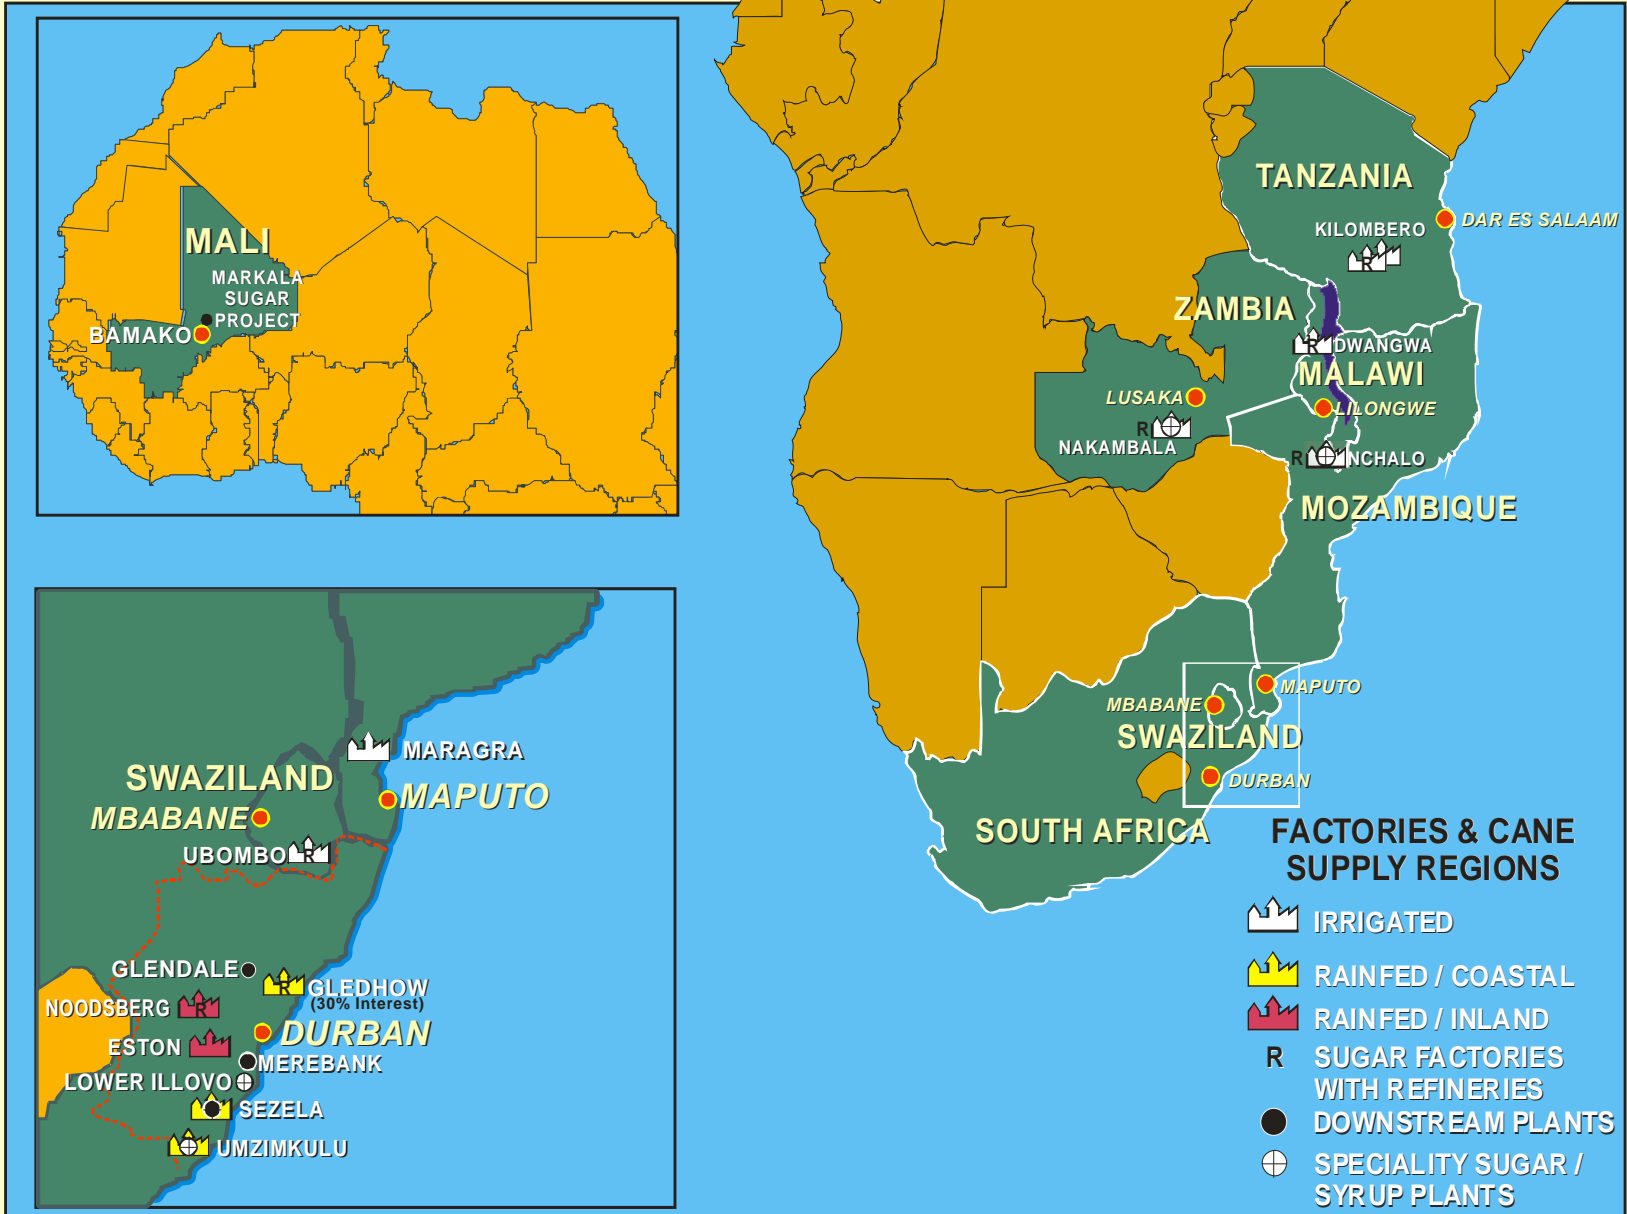 MALI
MARKALA
SUGAR
PROJECT
BAMAKO
TANZANIA
DAR ES SALAAM
KILOMBERO
R
ZAMBIA
R
DWANGWA
MALAWI
LUSAKA
LILONGWE
R
NAKAMBALA
R
NCHALO
MOZAMBIQUE
MAPUTO
MBABANE
SWAZILAND
DURBAN
SOUTH AFRICA
MARAGRA
SWAZILAND
MAPUTO
MBABANE
UBOMBO
R
GLENDALE
R
GLEDHOW
(30% Interest)
NOODSBERG
R
DURBAN
ESTON
MEREBANK
LOWER ILLOVO
SEZELA
UMZIMKULU
FACTORIES & CANE
SUPPLY REGIONS
IRRIGATED
RAINFED / COASTAL
RAINFED / INLAND
R SUGAR FACTORIES
WITH REFINERIES
DOWNSTREAM PLANTS
SPECIALITY SUGAR /
SYRUP PLANTS